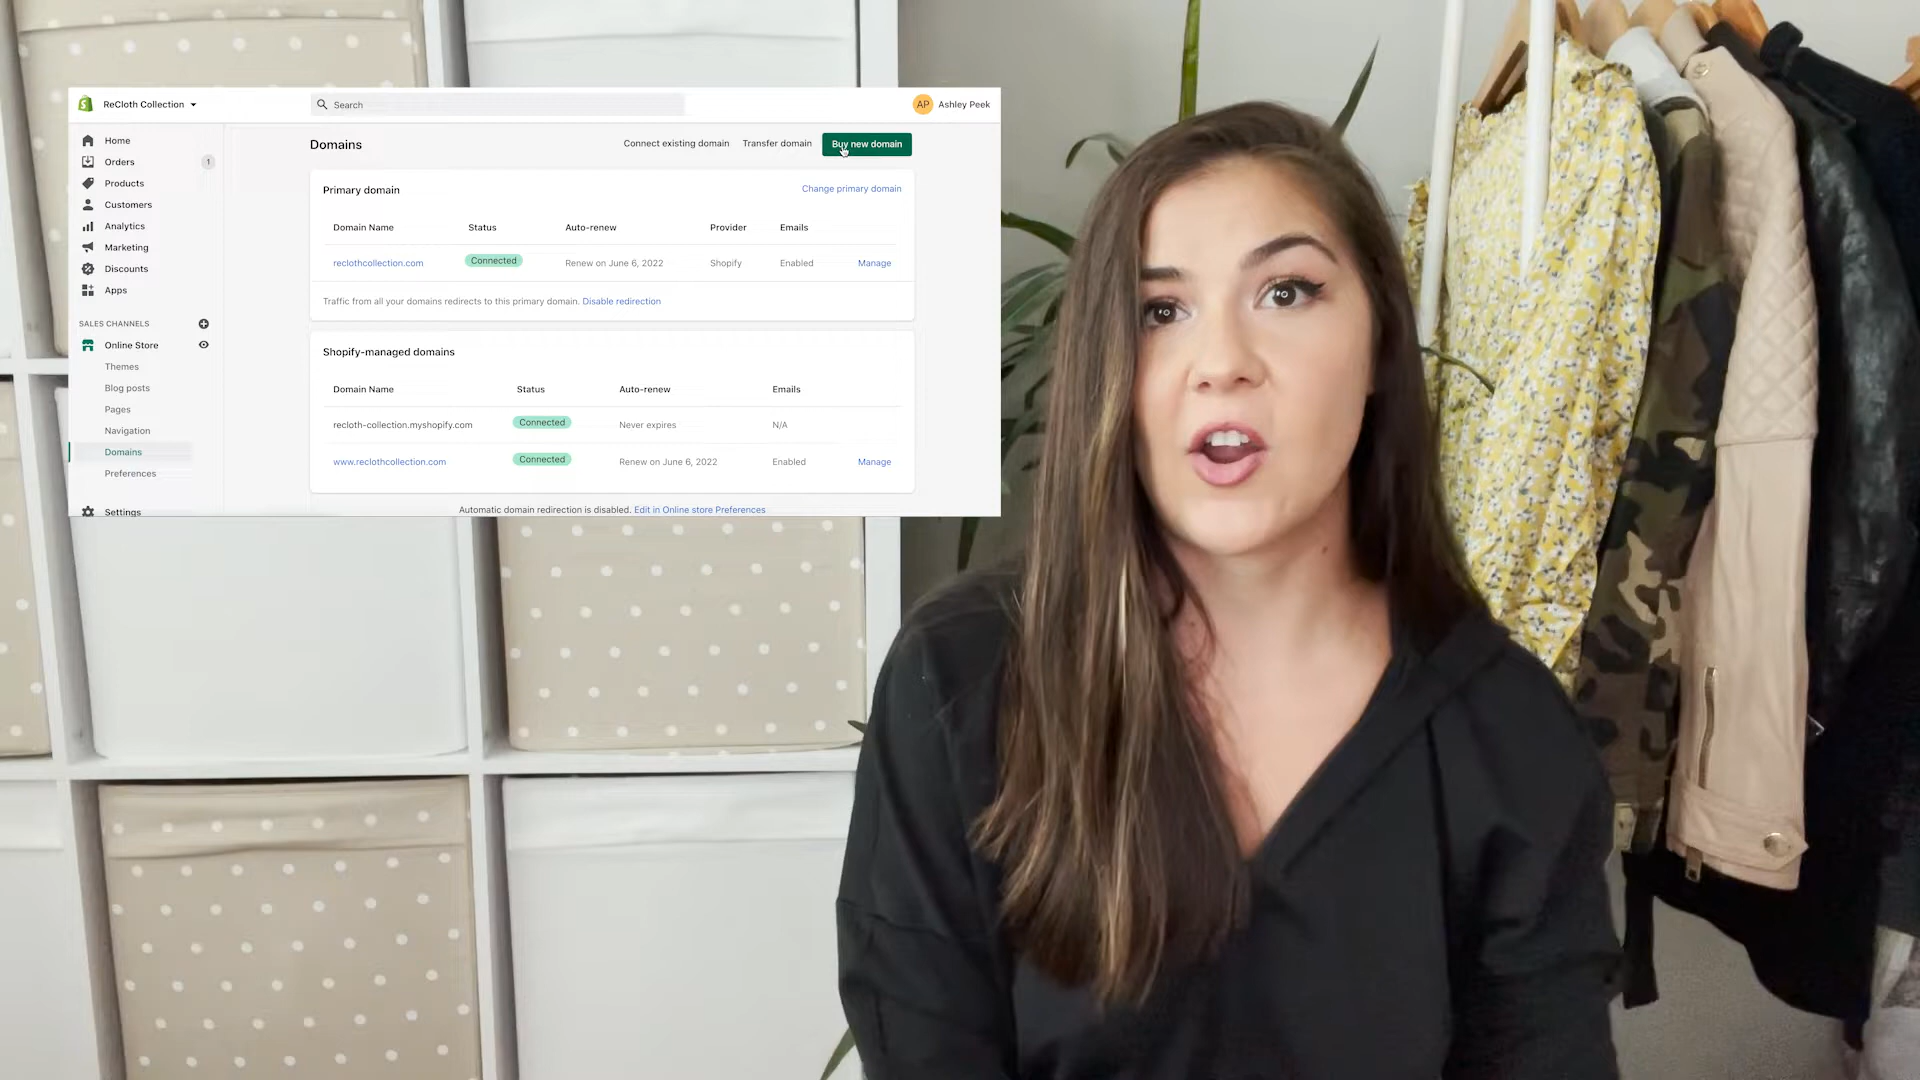 ReCloth Collection
Search
AP Ashley Peek
Home
Orders 1
Products
Customers
Analytics
Marketing
Discounts
Apps
SALES CHANNELS
Online Store
Themes
Blog posts
Pages
Navigation
Domains
Preferences
Settings
Domains Connect existing domain Transfer domain Buy new domain
Primary domain Change primary domain
Domain Name Status Auto-renew Provider Emails
reclothcollection.com Connected Renew on June 6, 2022 Shopify Enabled Manage
Traffic from all your domains redirects to this primary domain. Disable redirection
Shopify-managed domains
Domain Name Status Auto-renew Emails
recloth-collection.myshopify.com Connected Never expires N/A
www.reclothcollection.com Connected Renew on June 6, 2022 Enabled Manage
Automatic domain redirection is disabled. Edit in Online store Preferences